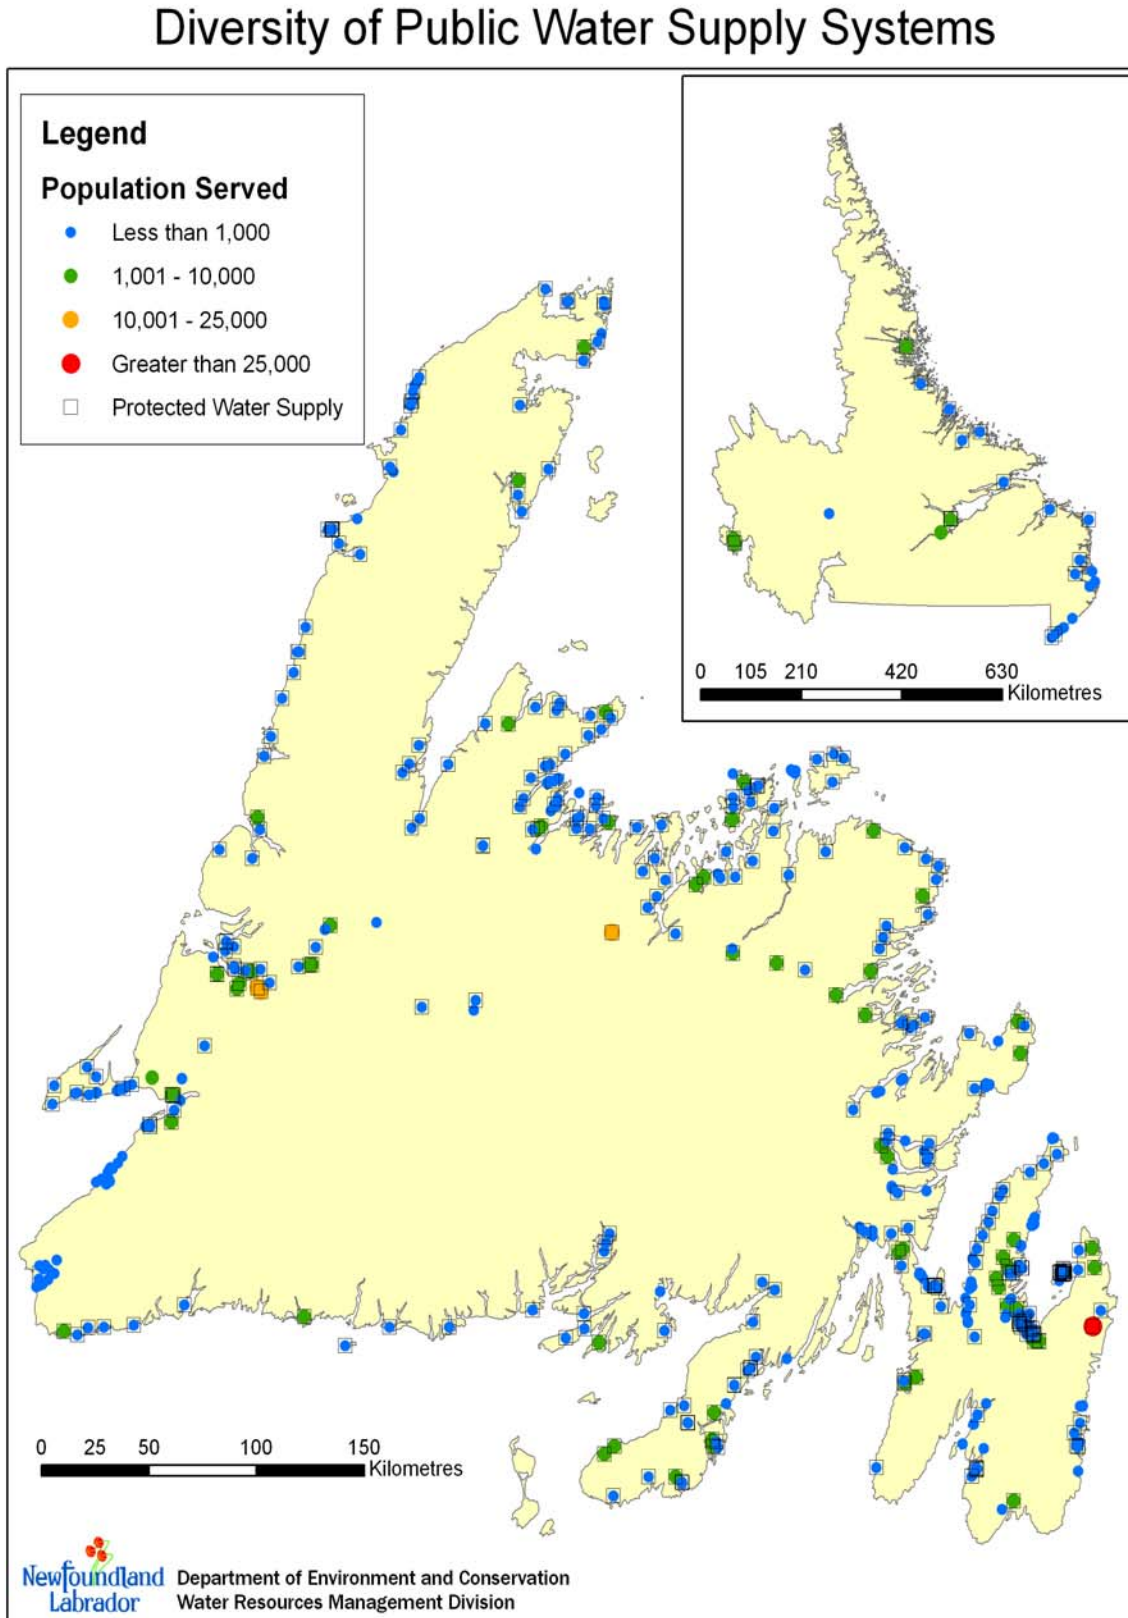 Diversity of Public Water Supply Systems
Legend
Population Served
Less than 1,000
1,001 - 10,000
10,001 - 25,000
Greater than 25,000
Protected Water Supply
0 105 210 420 630
Kilometres
0 25 50 100 150
Kilometres
Newfoundland
Labrador
Department of Environment and Conservation
Water Resources Management Division